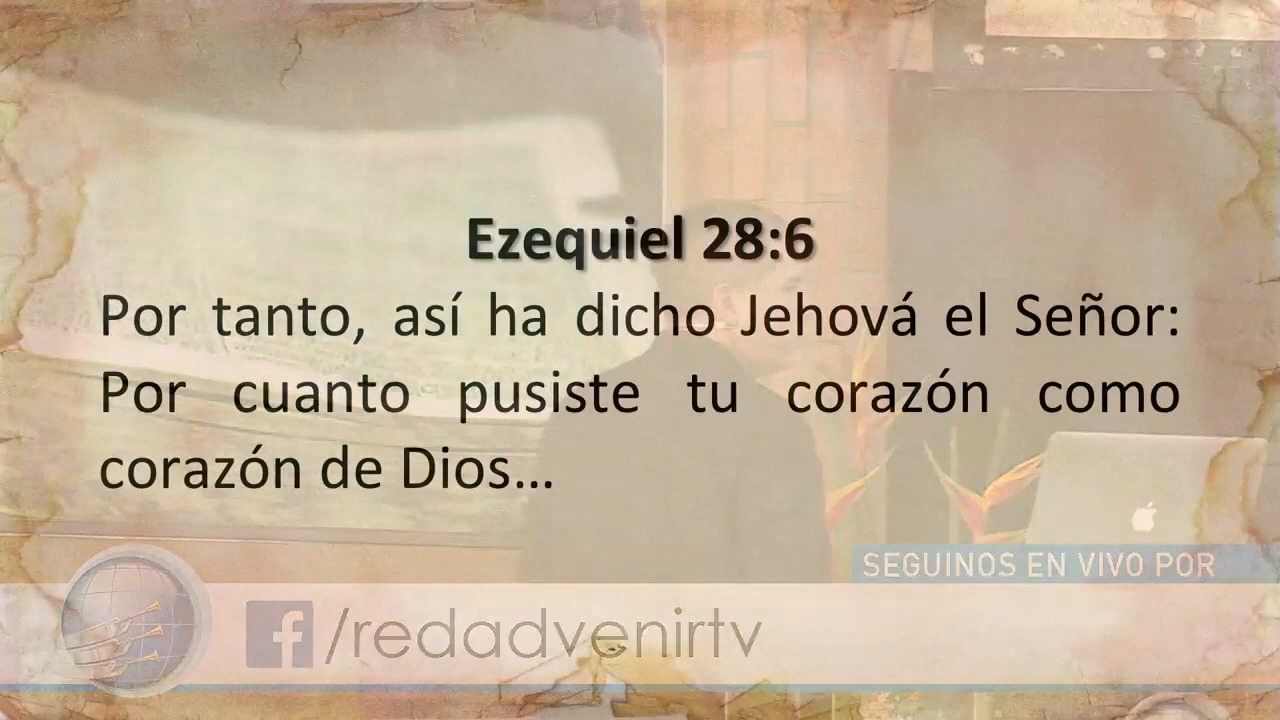 Ezequiel 28:6
Por tanto, así ha dicho Jehová el Señor:
Por cuanto pusiste tu corazón como
corazón de Dios...
SEGUINOS EN VIVO POR
f/redadvenirtv